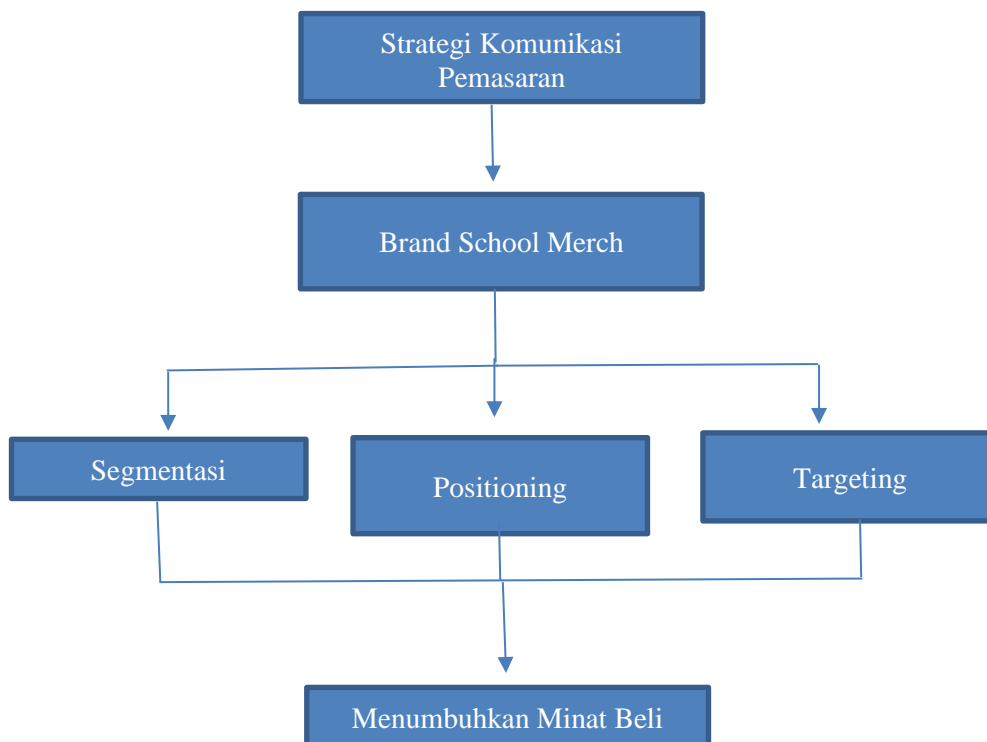 Strategi Komunikasi
Pemasaran
Brand School Merch
Segmentasi
Positioning
Targeting
Menumbuhkan Minat Beli